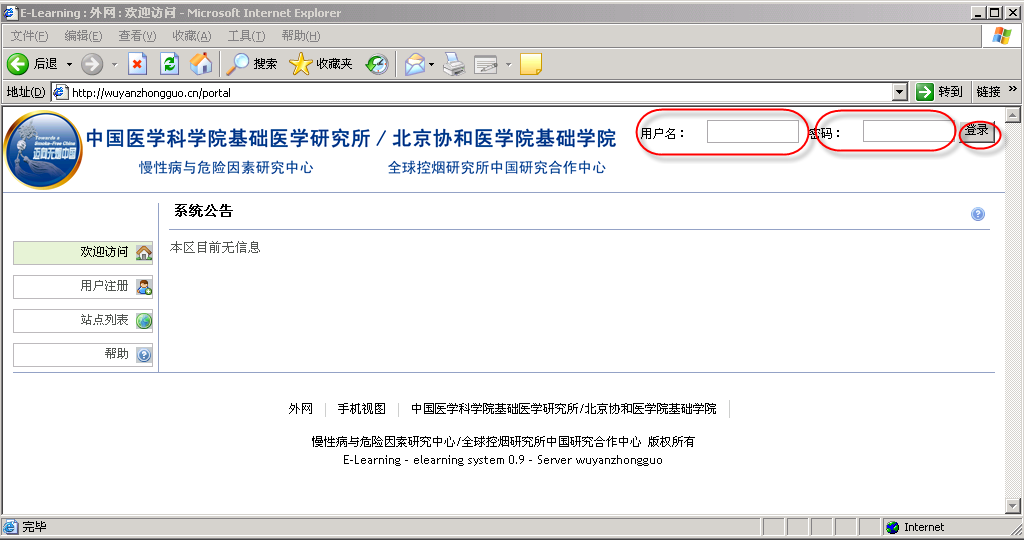 E-Learning : 外网 : 欢迎访问 - Microsoft Internet Explorer
文件(F) 编辑(E) 查看(V) 收藏(A) 工具(T) 帮助(H)
后退 搜索 收藏夹
地址(D) http://wuyanzhongguo.cn/portal 转到 链接 »
Towards a Smoke-Free China
迈向无烟中国
中国医学科学院基础医学研究所 / 北京协和医学院基础学院
慢性病与危险因素研究中心 全球控烟研究所中国研究合作中心
用户名： 密码： 登录
系统公告
本区目前无信息
欢迎访问
用户注册
站点列表
帮助
外网 手机视图 中国医学科学院基础医学研究所/北京协和医学院基础学院
慢性病与危险因素研究中心/全球控烟研究所中国研究合作中心 版权所有
E-Learning - elearning system 0.9 - Server wuyanzhongguo
完毕 Internet